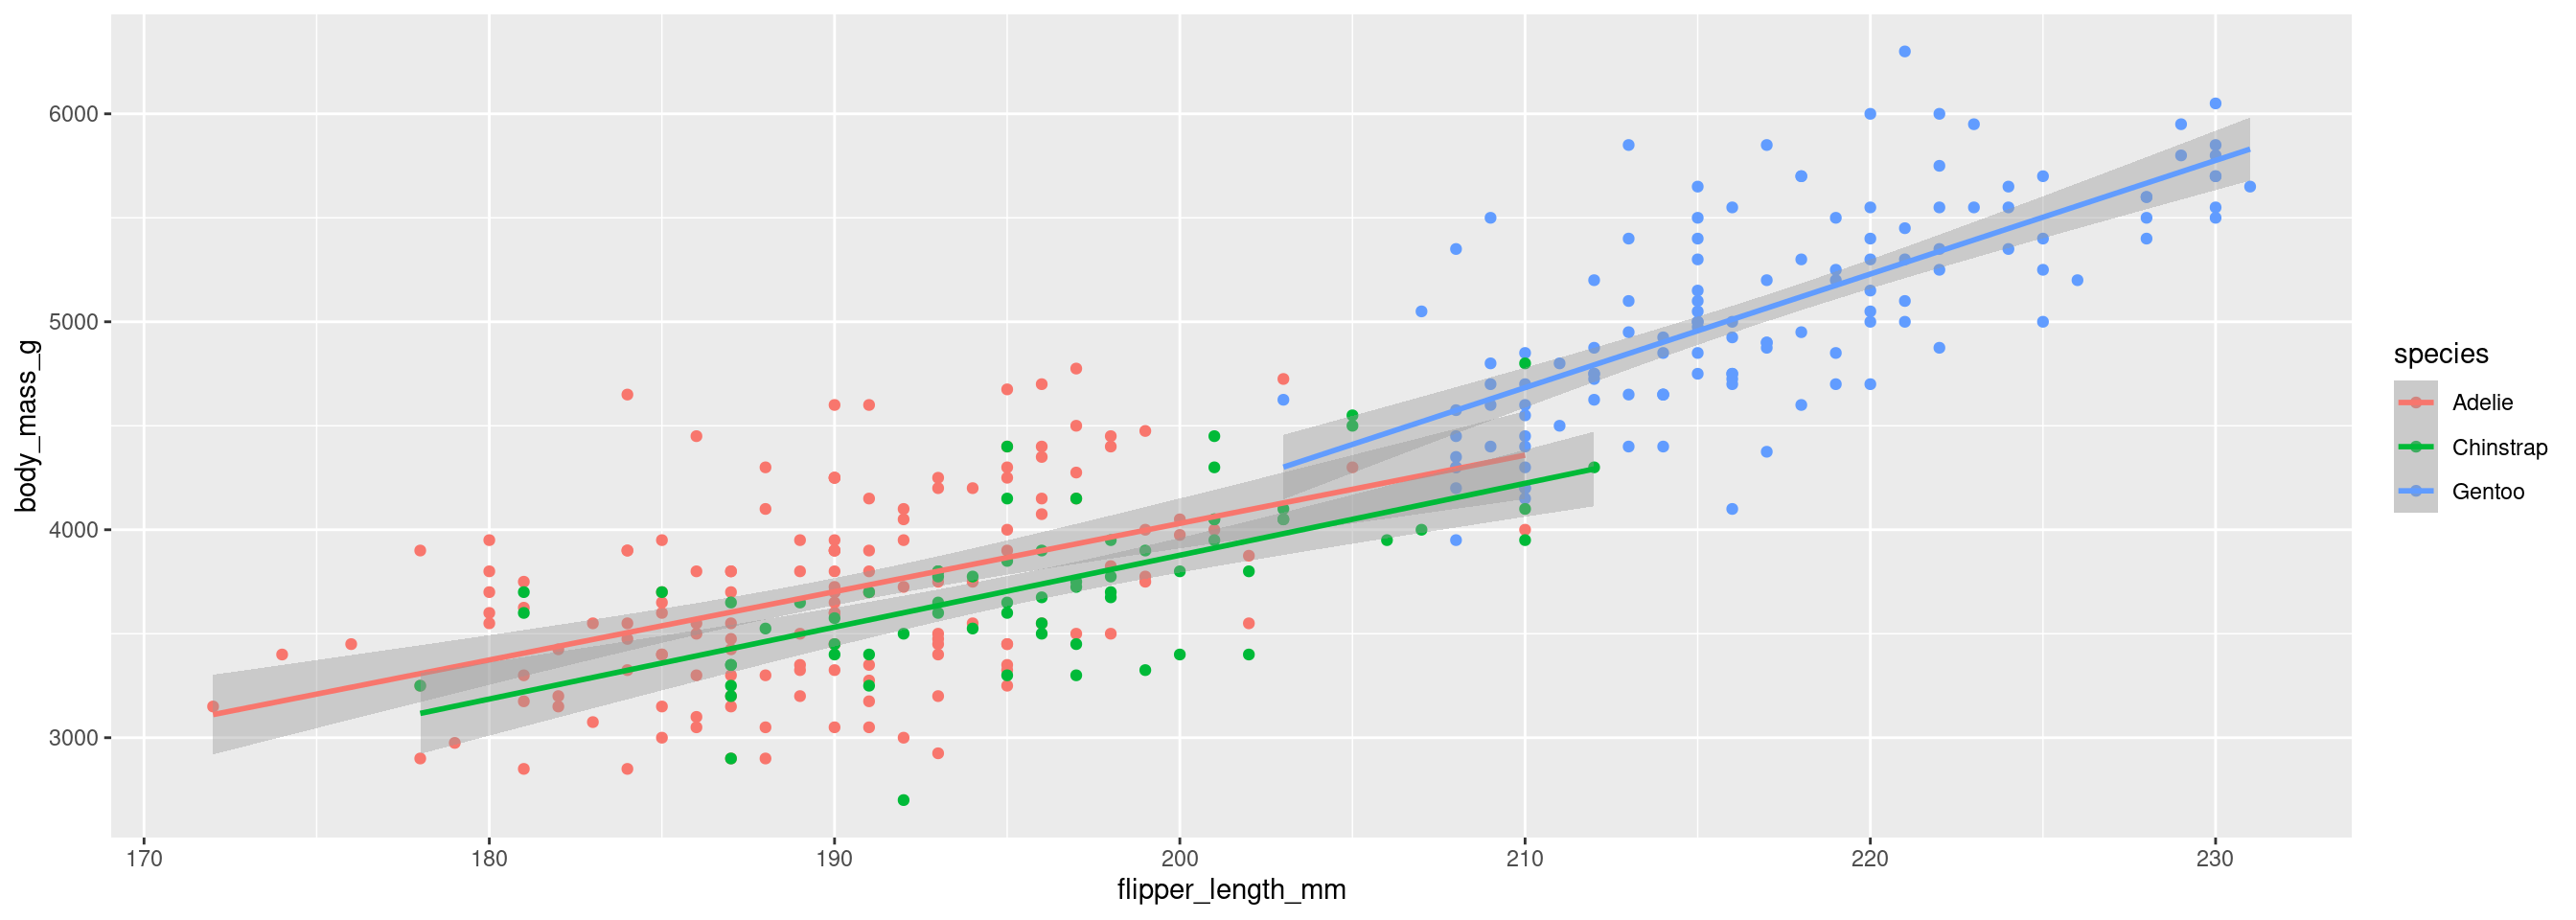 body_mass_g
6000
5000
4000
3000
170 180 190 200 210 220 230
flipper_length_mm
species
Adelie
Chinstrap
Gentoo